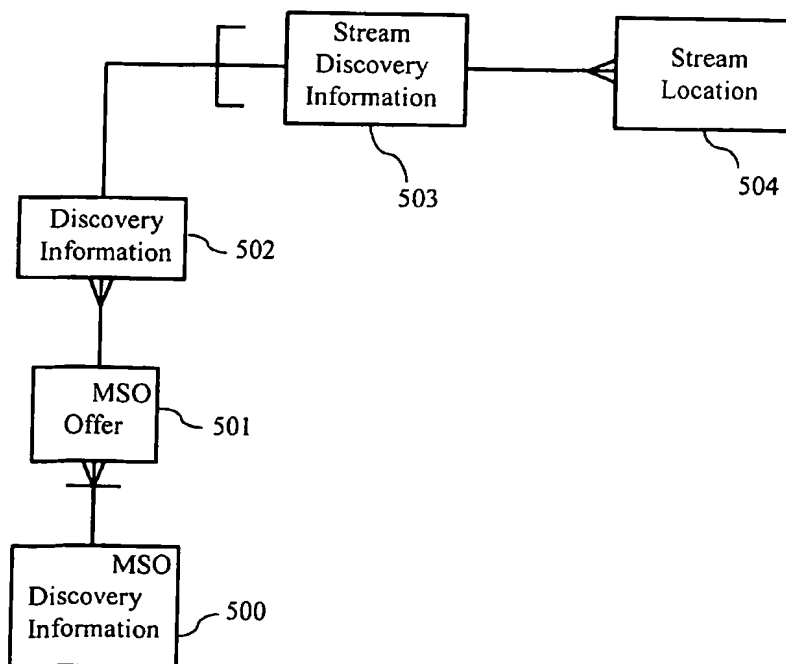 Stream
Discovery
Information
503
Stream
Location
504
Discovery
Information
502
MSO
Offer
501
MSO
Discovery
Information
500